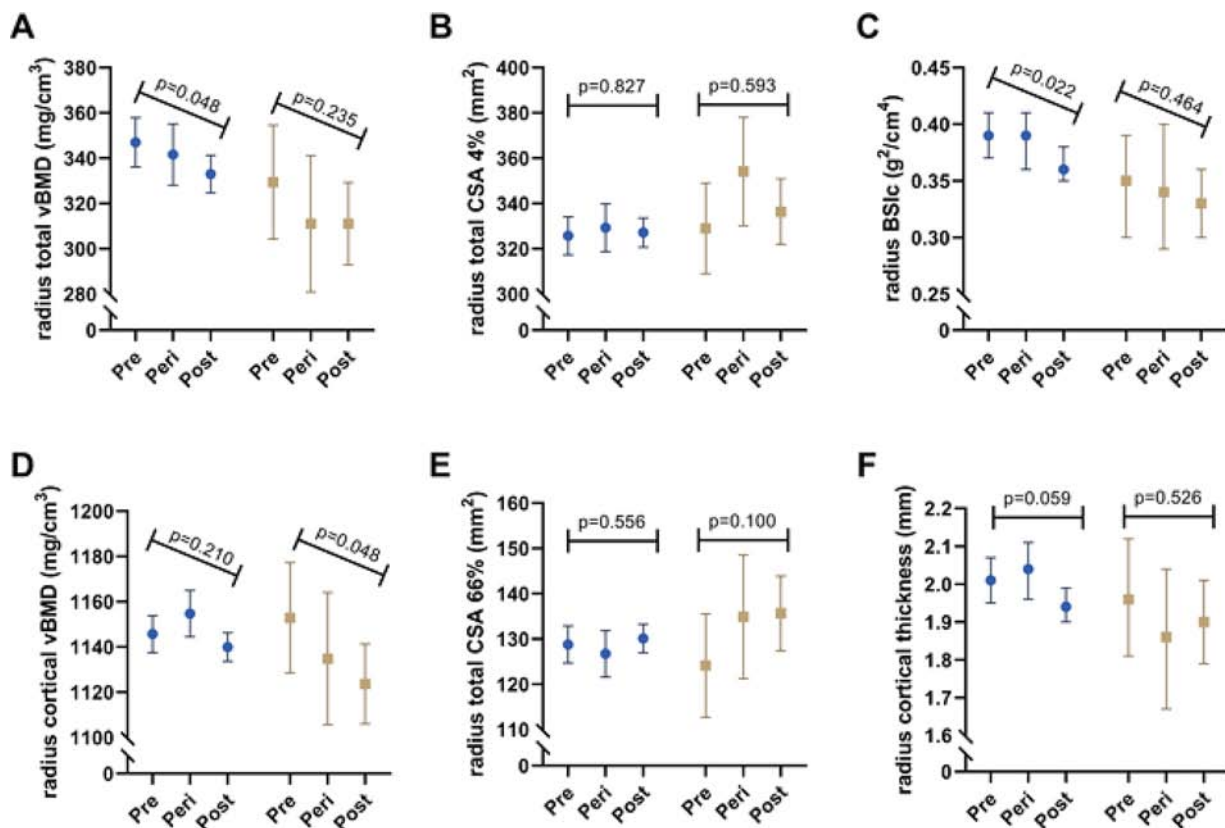 A
radius total vBMD (mg/cm³)
380
360
340
320
300
280
0
p=0.048
p=0.235
Pre
Peri
Post
Pre
Peri
Post
B
radius total CSA 4% (mm²)
400
380
360
340
320
300
0
p=0.827
p=0.593
Pre
Peri
Post
Pre
Peri
Post
C
radius BSIc (g²/cm⁴)
0.45
0.40
0.35
0.30
0.25
0
p=0.022
p=0.464
Pre
Peri
Post
Pre
Peri
Post
D
radius cortical vBMD (mg/cm³)
1200
1180
1160
1140
1120
1100
0
p=0.210
p=0.048
Pre
Peri
Post
Pre
Peri
Post
E
radius total CSA 66% (mm²)
160
150
140
130
120
110
0
p=0.556
p=0.100
Pre
Peri
Post
Pre
Peri
Post
F
radius cortical thickness (mm)
2.2
2.1
2.0
1.9
1.8
1.7
1.6
0
p=0.059
p=0.526
Pre
Peri
Post
Pre
Peri
Post